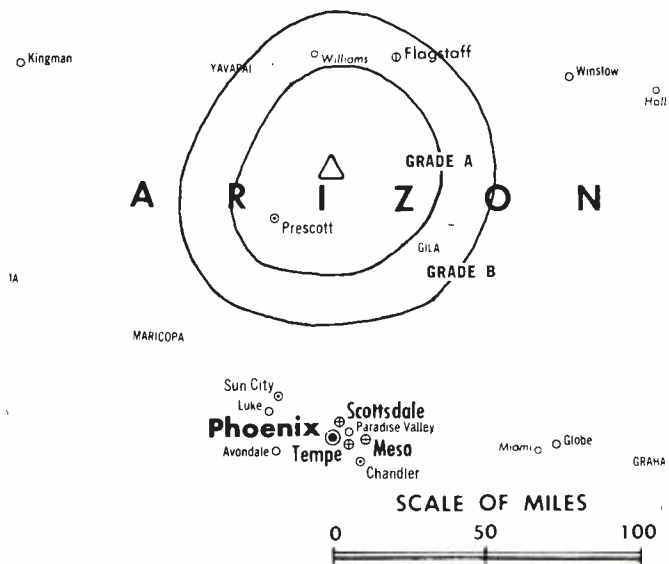 Kingman
YAVAPAI
Williams
Flagstaff
Winslow
Hall
GRADE A
A R I Z O N
Prescott
GILA
GRADE B
MARICOPA
Sun City
Luke
Scottsdale
Phoenix
Paradise Valley
Avondale
Tempe
Mesa
Chandler
Miami
Globe
GRAHA
SCALE OF MILES
0 50 100